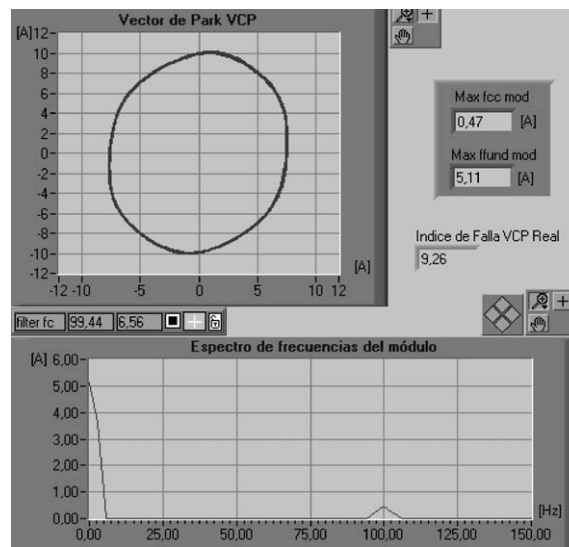 Vector de Park VCP
[A]
12-
10-
8-
6-
4-
2-
0-
-2-
-4-
-6-
-8-
-10-
-12-
-12 -10 -5 0 5 10 12
[A]
Max fcc mod
0,47 [A]
Max ffund mod
5,11 [A]
Indice de Falla VCP Real
9,26
filter fc 99,44 6,56
Espectro de frecuencias del módulo
[A]
6,00-
5,00-
4,00-
3,00-
2,00-
1,00-
0,00-
0,00 25,00 50,00 75,00 100,00 125,00 150,00
[Hz]